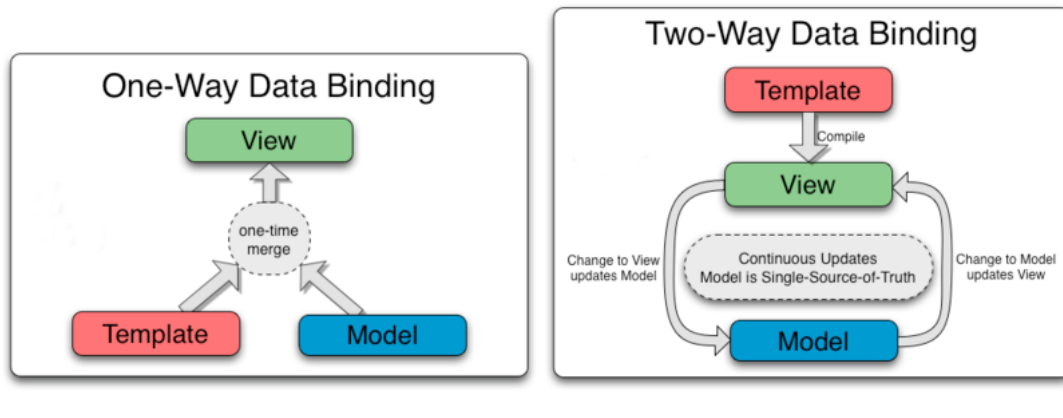 One-Way Data Binding
View
one-time
merge
Template
Model
Two-Way Data Binding
Template
Compile
View
Change to View
updates Model
Continuous Updates
Model is Single-Source-of-Truth
Change to Model
updates View
Model